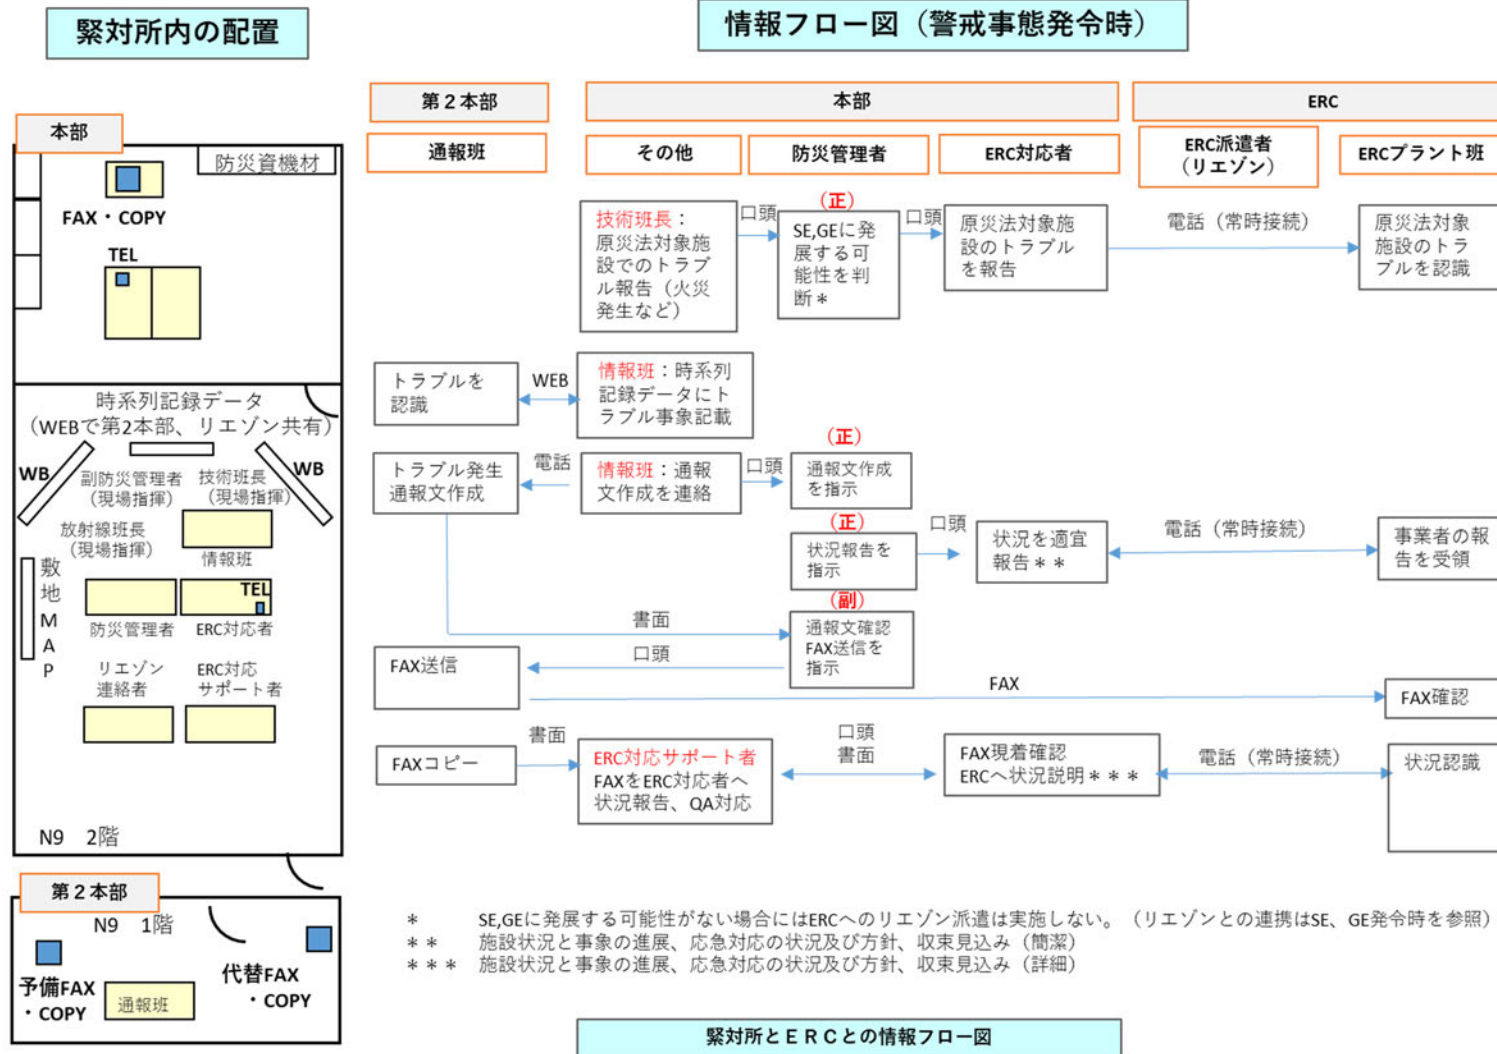 緊対所内の配置
情報フロー図（警戒事態発令時）
第２本部
本部
ERC
通報班
その他
防災管理者
ERC対応者
ERC派遣者
（リエゾン）
ERCプラント班
本部
防災資機材
FAX・COPY
TEL
時系列記録データ
（WEBで第2本部、リエゾン共有）
WB
WB
副防災管理者
（現場指揮）
技術班長
（現場指揮）
放射線班長
（現場指揮）
情報班
敷
地
M
A
P
TEL
防災管理者
ERC対応者
リエゾン
連絡者
ERC対応
サポート者
N9　2階
第２本部
N9　1階
予備FAX
・COPY
通報班
代替FAX
・COPY
技術班長：
原災法対象施
設でのトラブ
ル報告（火災
発生など）
口頭
（正）
SE,GEに発
展する可
能性を判
断＊
口頭
原災法対象施
設のトラブル
を報告
電話（常時接続）
原災法対象
施設のトラ
ブルを認識
トラブルを
認識
WEB
情報班：時系列
記録データにト
ラブル事象記載
トラブル発生
通報文作成
電話
情報班：通報
文作成を連絡
口頭
（正）
通報文作成
を指示
（正）
状況報告を
指示
口頭
状況を適宜
報告＊＊
電話（常時接続）
事業者の報
告を受領
書面
（副）
通報文確認
FAX送信を
指示
口頭
FAX送信
FAX
FAX確認
FAXコピー
書面
ERC対応サポート者
FAXをERC対応者へ
状況報告、QA対応
口頭
書面
FAX現着確認
ERCへ状況説明＊＊＊
電話（常時接続）
状況認識
＊　SE,GEに発展する可能性がない場合にはERCへのリエゾン派遣は実施しない。（リエゾンとの連携はSE、GE発令時を参照）
＊＊　施設状況と事象の進展、応急対応の状況及び方針、収束見込み（簡潔）
＊＊＊　施設状況と事象の進展、応急対応の状況及び方針、収束見込み（詳細）
緊対所とＥＲＣとの情報フロー図